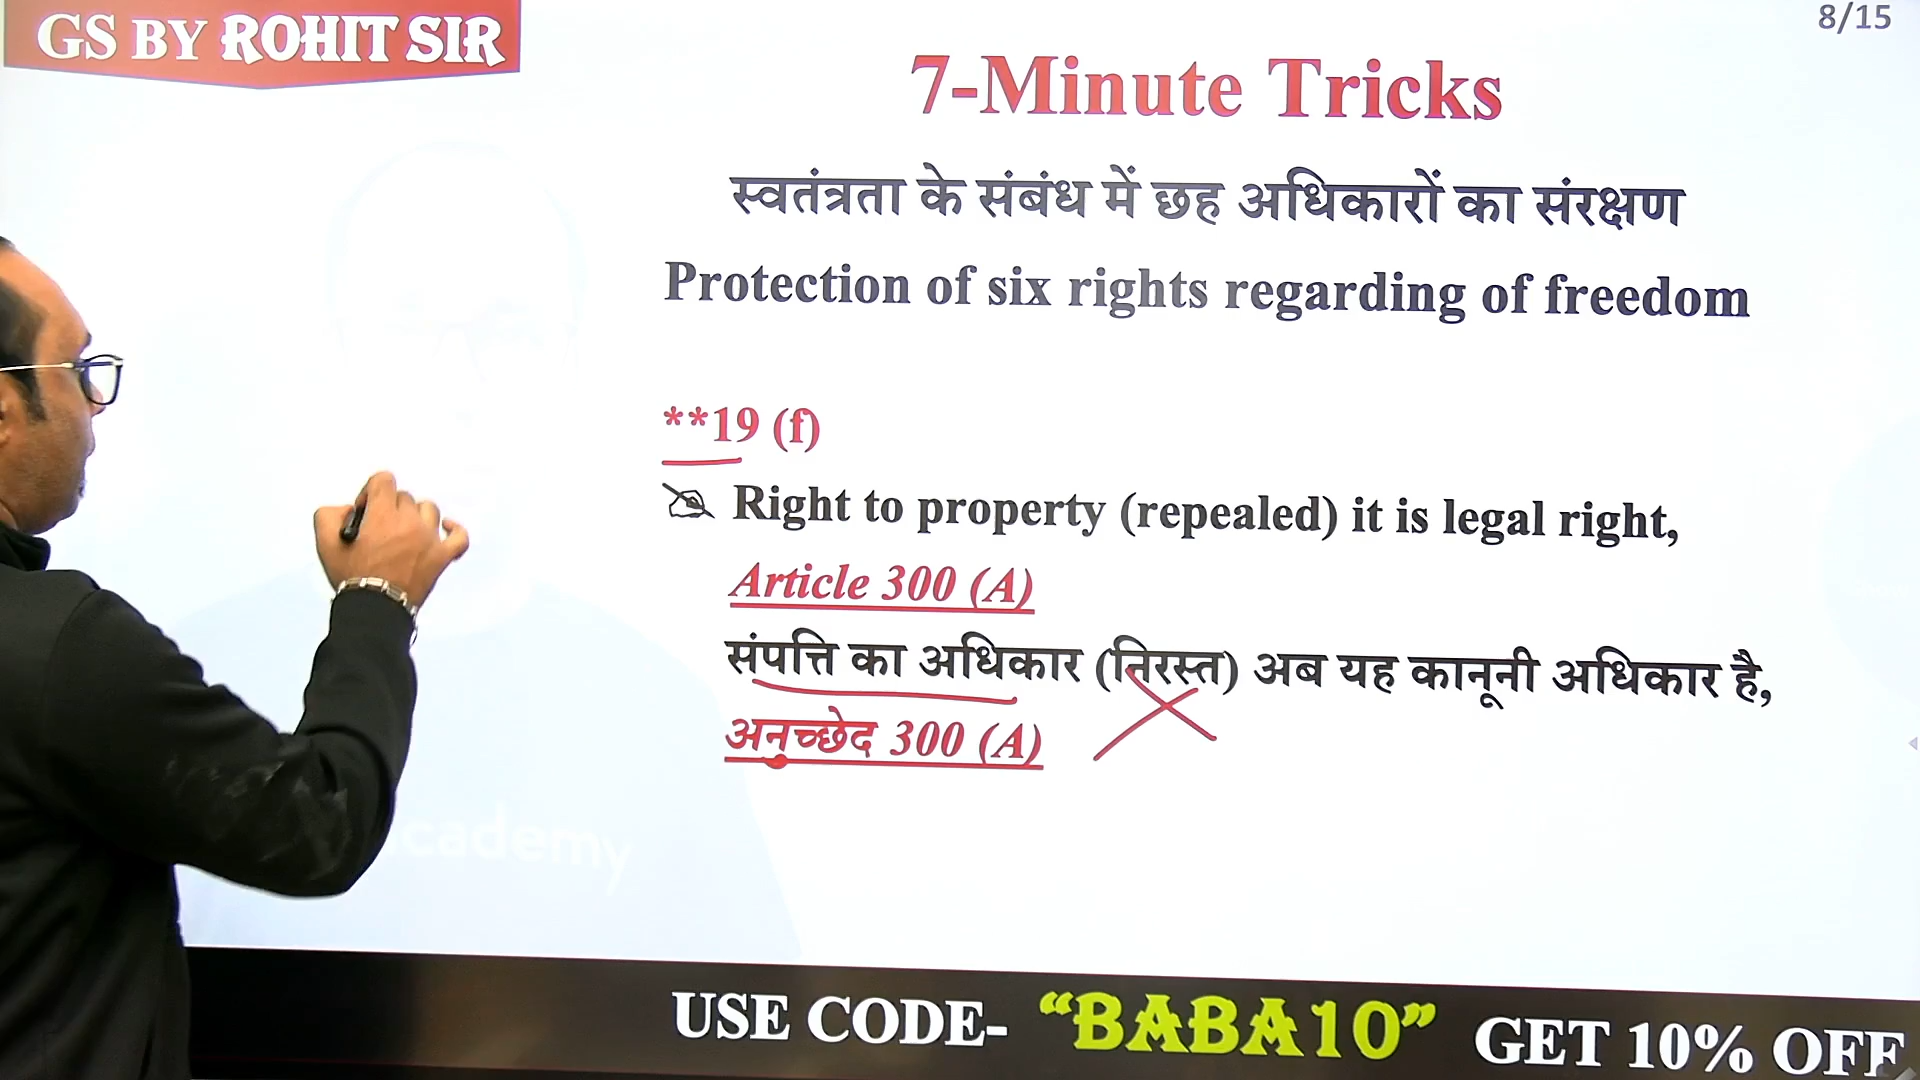 GS BY ROHIT SIR
8/15
7-Minute Tricks
स्वतंत्रता के संबंध में छह अधिकारों का संरक्षण
Protection of six rights regarding of freedom
**19 (f)
Right to property (repealed) it is legal right,
Article 300 (A)
संपत्ति का अधिकार (निरस्त) अब यह कानूनी अधिकार है,
अनुच्छेद 300 (A)
cademy
USE CODE- “BABA10” GET 10% OFF